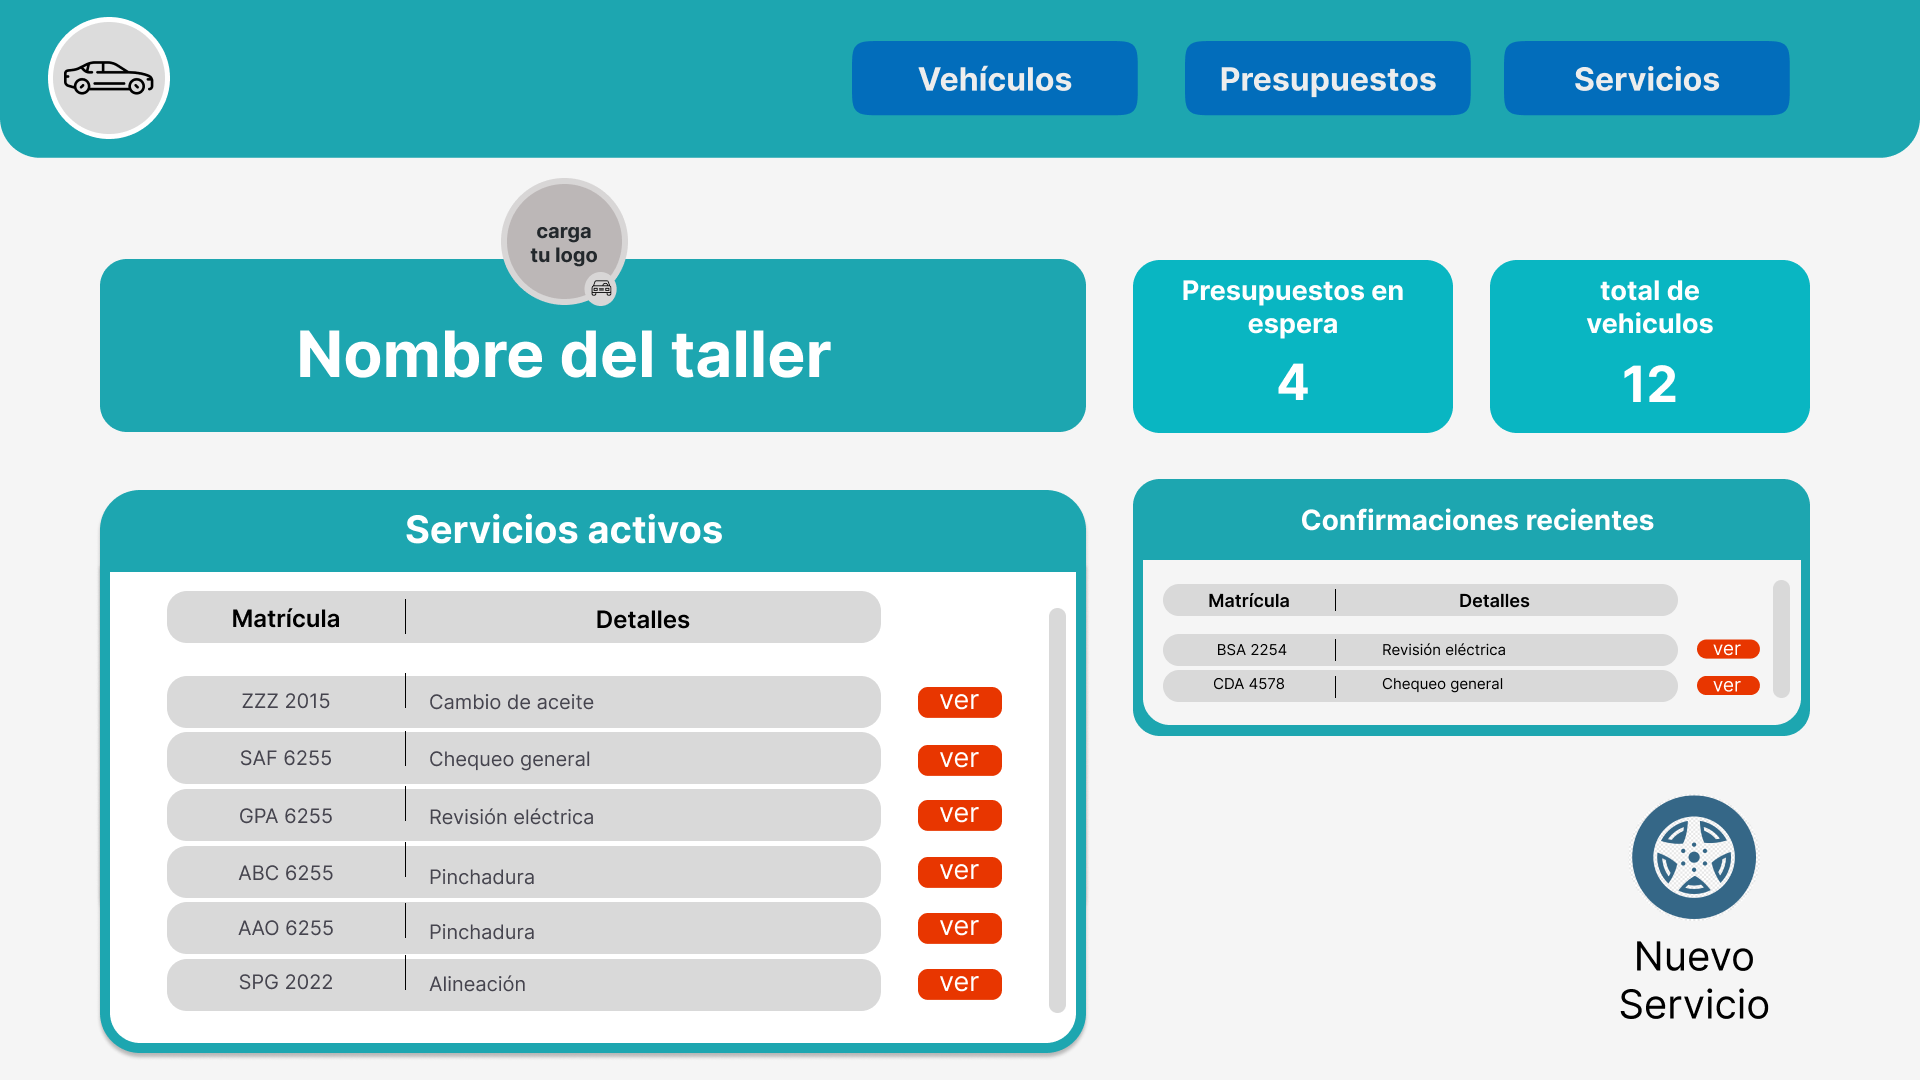 Vehículos
Presupuestos
Servicios
carga
tu logo
Nombre del taller
Presupuestos en
espera
4
total de
vehiculos
12
Servicios activos
Matrícula Detalles
ZZZ 2015 Cambio de aceite ver
SAF 6255 Chequeo general ver
GPA 6255 Revisión eléctrica ver
ABC 6255 Pinchadura ver
AAO 6255 Pinchadura ver
SPG 2022 Alineación ver
Confirmaciones recientes
Matrícula Detalles
BSA 2254 Revisión eléctrica ver
CDA 4578 Chequeo general ver
Nuevo
Servicio